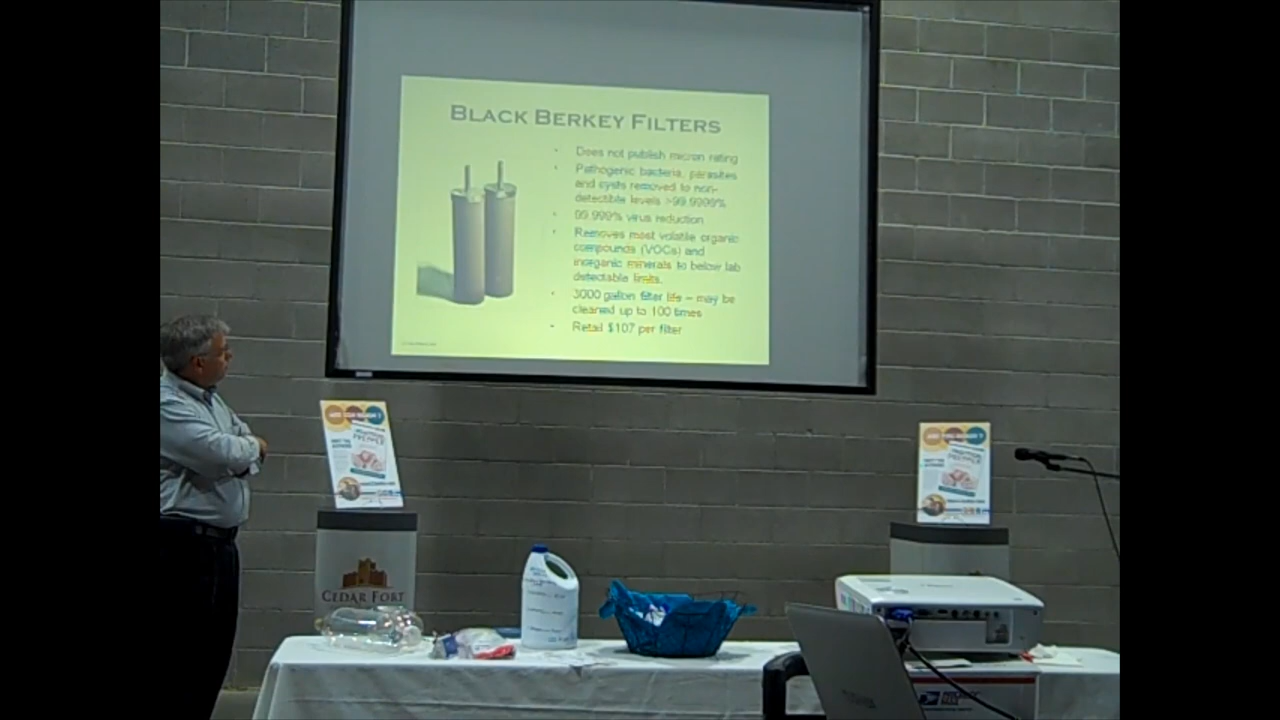 BLACK BERKEY FILTERS
• Does not publish micron rating
• Pathogenic bacteria, parasites
and cysts removed to non-
detectible levels >99.9999%
• 99.999% virus reduction
• Removes most volatile organic
compounds (VOCs) and
inorganic minerals to below lab
detectable limits.
• 3000 gallon filter life – may be
cleaned up to 100 times
• Retail $107 per filter
CEDAR FORT